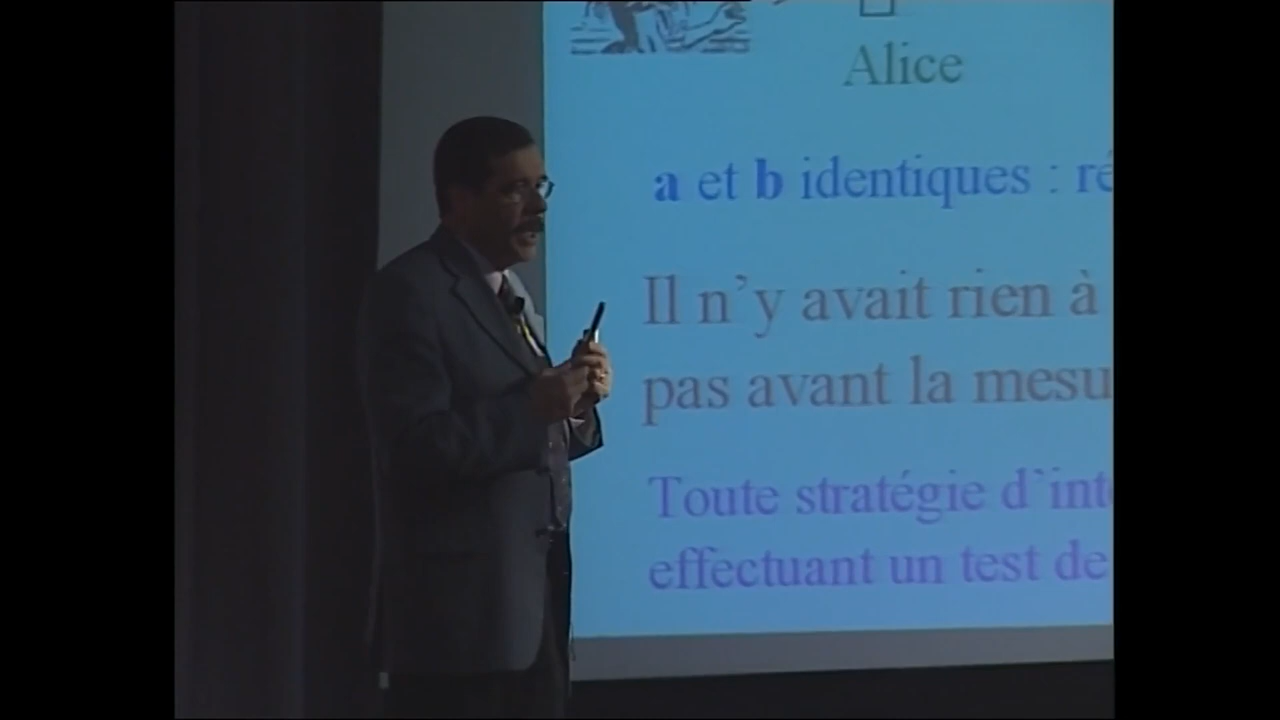 Alice
a et b identiques : ré
Il n’y avait rien à
pas avant la mesu
Toute stratégie d`int
effectuant un test de